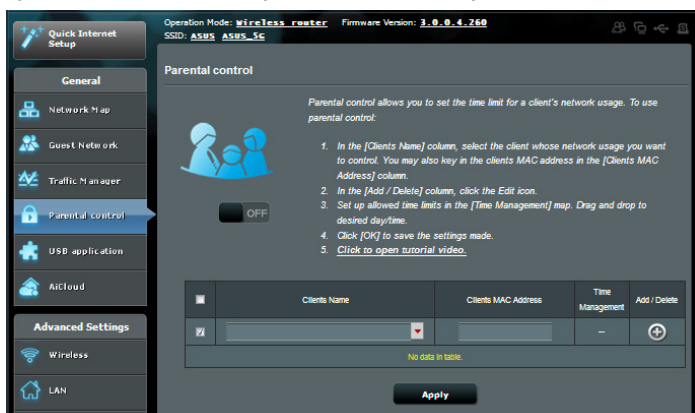 Operation Mode: Wireless router Firmware Version: 3.0.0.4.260
SSID: ASUS ASUS_5G
Quick Internet
Setup
General
Network Map
Guest Network
Traffic Manager
Parental control
USB application
AiCloud
Advanced Settings
Wireless
LAN
Parental control
Parental control allows you to set the time limit for a client's network usage. To use
parental control:
1. In the [Clients Name] column, select the client whose network usage you want
to control. You may also key in the clients MAC address in the [Clients MAC
Address] column.
2. In the [Add / Delete] column, click the Edit icon.
3. Set up allowed time limits in the [Time Management] map. Drag and drop to
desired day/time.
4. Click [OK] to save the settings made.
5. Click to open tutorial video.
OFF
Clients Name Clients MAC Address Time Management Add / Delete
–
No data in table.
Apply